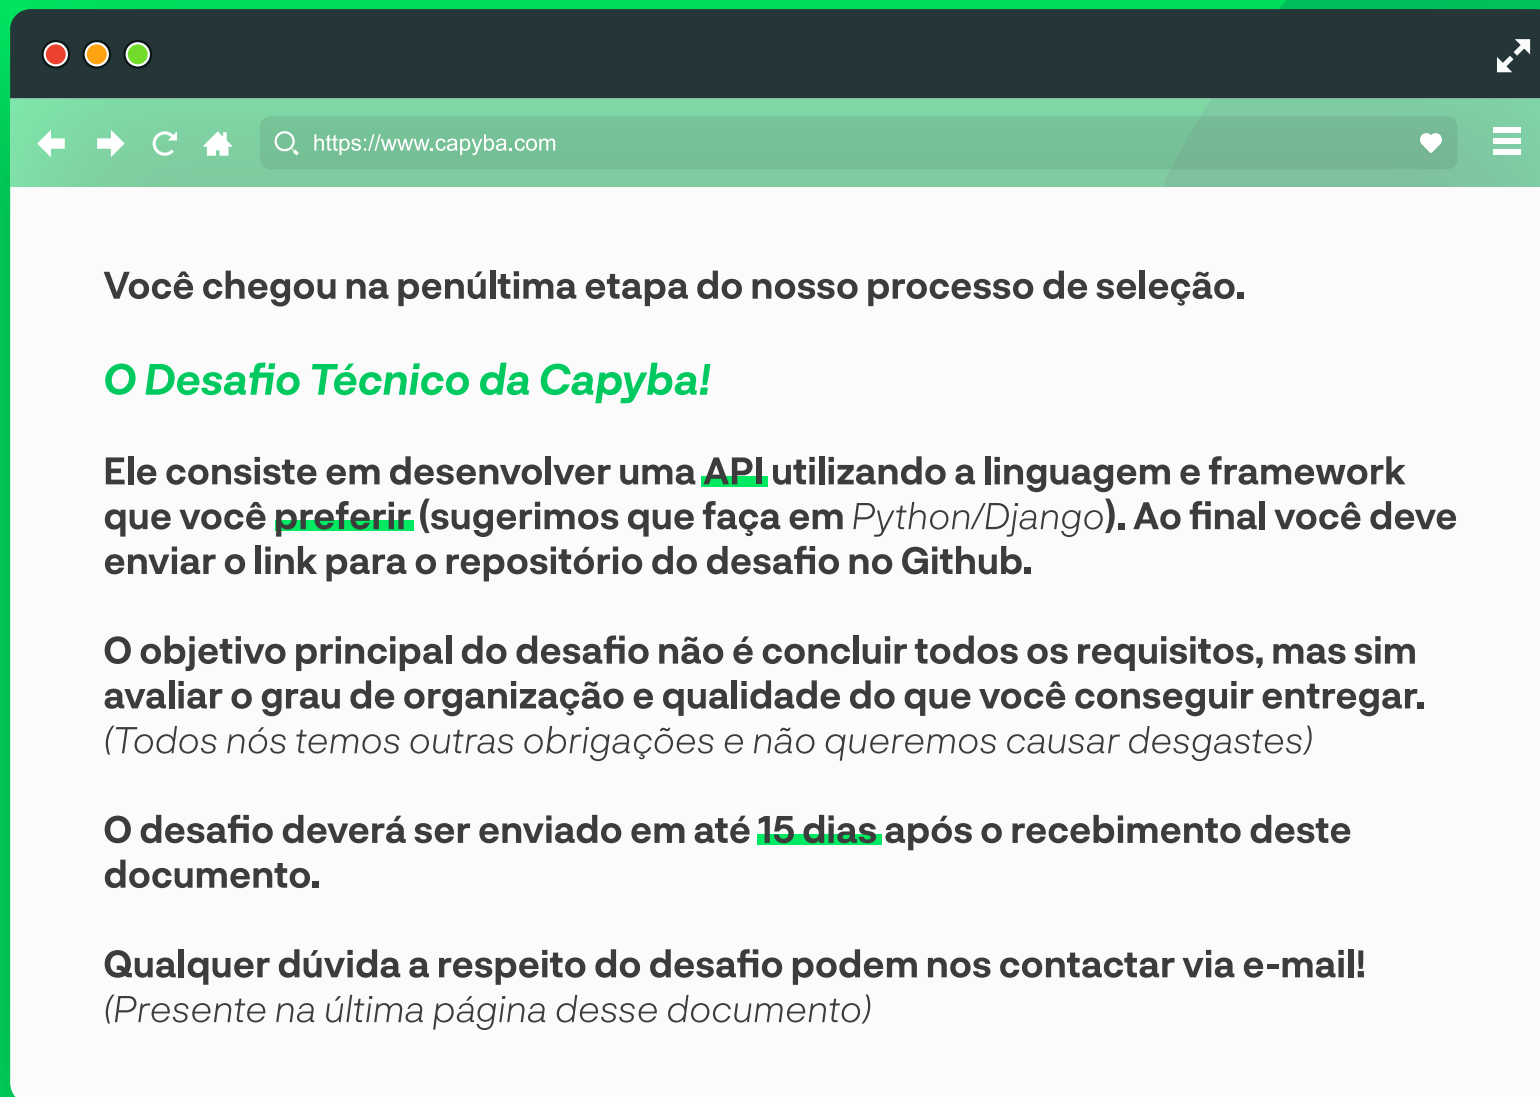 https://www.capyba.com
Você chegou na penúltima etapa do nosso processo de seleção.
O Desafio Técnico da Capyba!
Ele consiste em desenvolver uma API utilizando a linguagem e framework
que você preferir (sugerimos que faça em Python/Django). Ao final você deve
enviar o link para o repositório do desafio no Github.
O objetivo principal do desafio não é concluir todos os requisitos, mas sim
avaliar o grau de organização e qualidade do que você conseguir entregar.
(Todos nós temos outras obrigações e não queremos causar desgastes)
O desafio deverá ser enviado em até 15 dias após o recebimento deste
documento.
Qualquer dúvida a respeito do desafio podem nos contactar via e-mail!
(Presente na última página desse documento)